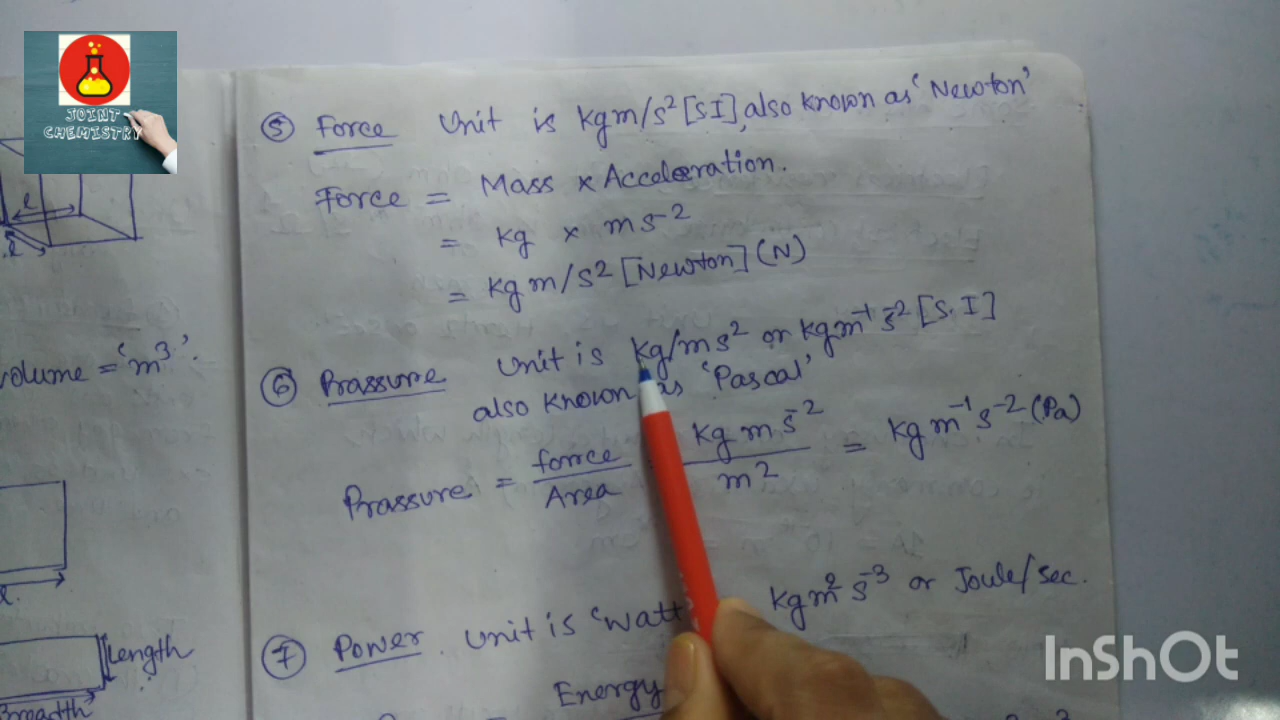 JOINT
CHEMISTRY
l
l
volume = 'm³'.
l.
Length
Breadth
⑤ Force Unit is kgm/s² [SI], also known as 'Newton'
Force = Mass × Acceleration.
= kg × ms⁻²
= kgm/s² [Newton] (N)
⑥ Prassure Unit is kg/ms² or kgm⁻¹s⁻² [S.I]
also known as 'Pascal'
Prassure = force/Area kgms⁻²/m² = kgm⁻¹s⁻² (Pa)
⑦ Power. Unit is 'Watt kgm²s⁻³ or Joule/sec.
Energy
InShOt